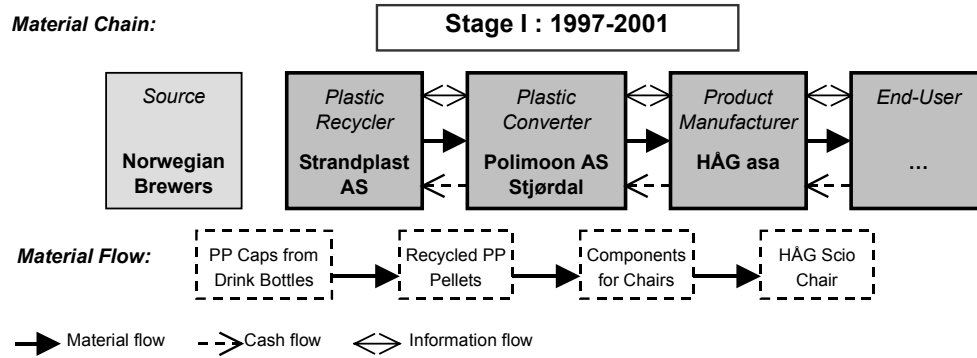 Material Chain:
Stage I : 1997-2001
Source
Norwegian
Brewers
Plastic
Recycler
Strandplast
AS
Plastic
Converter
Polimoon AS
Stjørdal
Product
Manufacturer
HÅG asa
End-User
...
Material Flow:
PP Caps from
Drink Bottles
Recycled PP
Pellets
Components
for Chairs
HÅG Scio
Chair
Material flow
Cash flow
Information flow